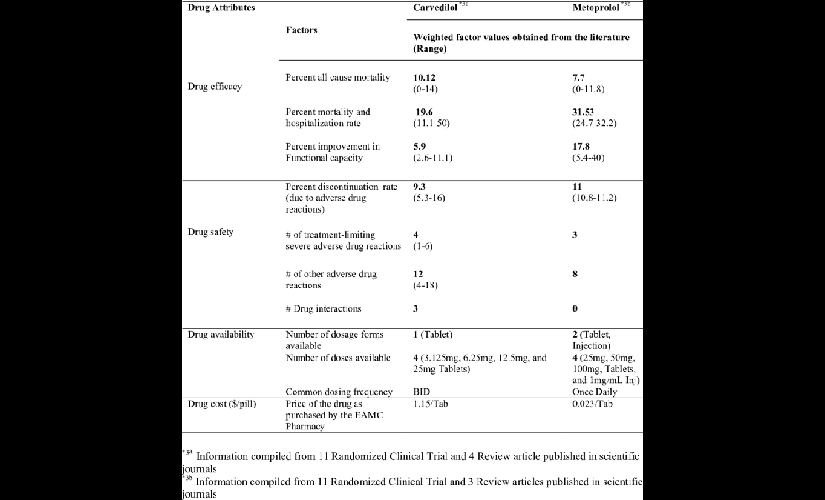 Drug Attributes Carvedilol Metoprolol
Factors Weighted factor values obtained from the literature
(Range)
Percent all cause mortality 10.12 7.7
Drug efficacy (0-14) (0-11.8)
Percent mortality and 19.6 31.53
hospitalization rate (11.1-50) (24.7-32.2)
Percent improvement in 5.9 17.8
Functional capacity (2.6-11.1) (5.4-40)
Percent discontinuation rate 9.3 11
(due to adverse drug (5.3-16) (10.8-11.2)
reactions)
Drug safety # of treatment-limiting 4 3
severe adverse drug reactions (1-6)
# of other adverse drug 12 8
reactions (4-18)
# Drug interactions 3 0
Drug availability Number of dosage forms 1 (Tablet) 2 (Tablet,
available Injection)
Number of doses available 4 (3.125mg, 6.25mg, 12.5mg, and 4 (25mg, 50mg,
25mg Tablets) 100mg, Tablets,
and 1mg/mL Inj)
Common dosing frequency BID Once Daily
Drug cost ($/pill) Price of the drug as 1.15/Tab 0.023/Tab
purchased by the EAMC
Pharmacy
Information compiled from 11 Randomized Clinical Trial and 4 Review article published in scientific
journals
Information compiled from 11 Randomized Clinical Trial and 3 Review articles published in scientific
journals